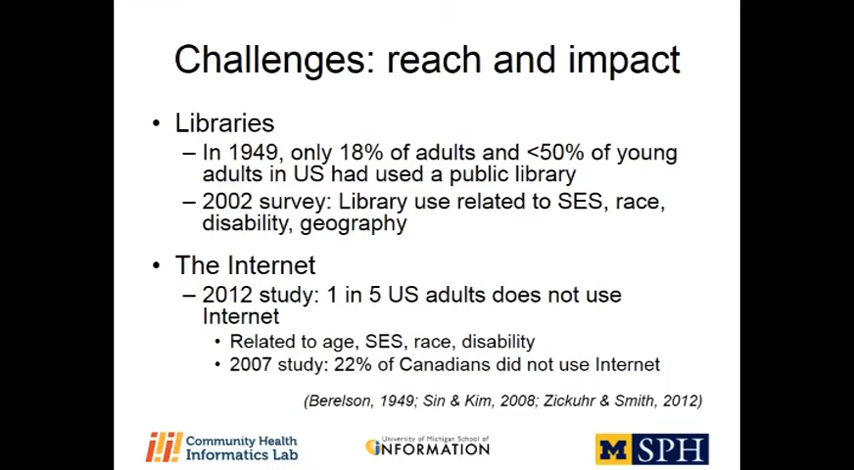 Challenges: reach and impact
• Libraries
– In 1949, only 18% of adults and <50% of young
adults in US had used a public library
– 2002 survey: Library use related to SES, race,
disability, geography
• The Internet
– 2012 study: 1 in 5 US adults does not use
Internet
• Related to age, SES, race, disability
• 2007 study: 22% of Canadians did not use Internet
(Berelson, 1949; Sin & Kim, 2008; Zickuhr & Smith, 2012)
Community Health
Informatics Lab
University of Michigan School of
INFORMATION
M SPH